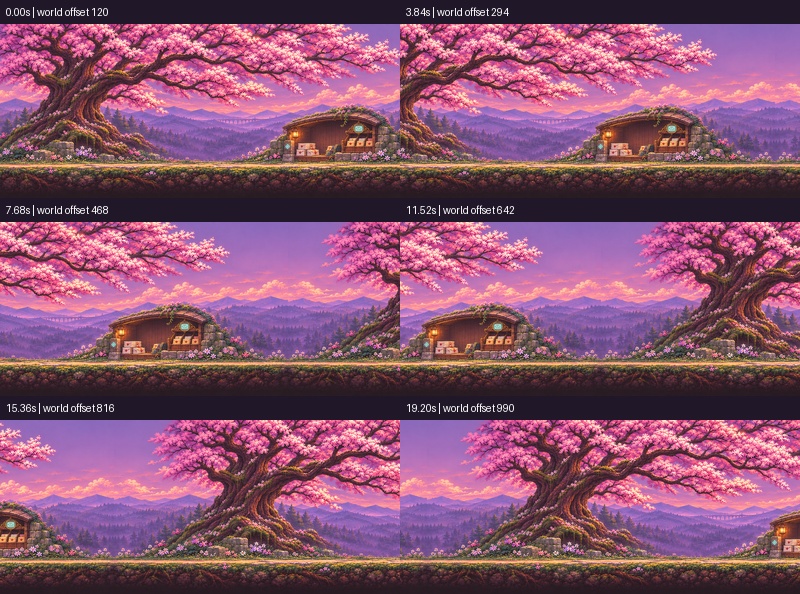 0.00s | world offset 120
3.84s | world offset 294
7.68s | world offset 468
11.52s | world offset 642
15.36s | world offset 816
19.20s | world offset 990